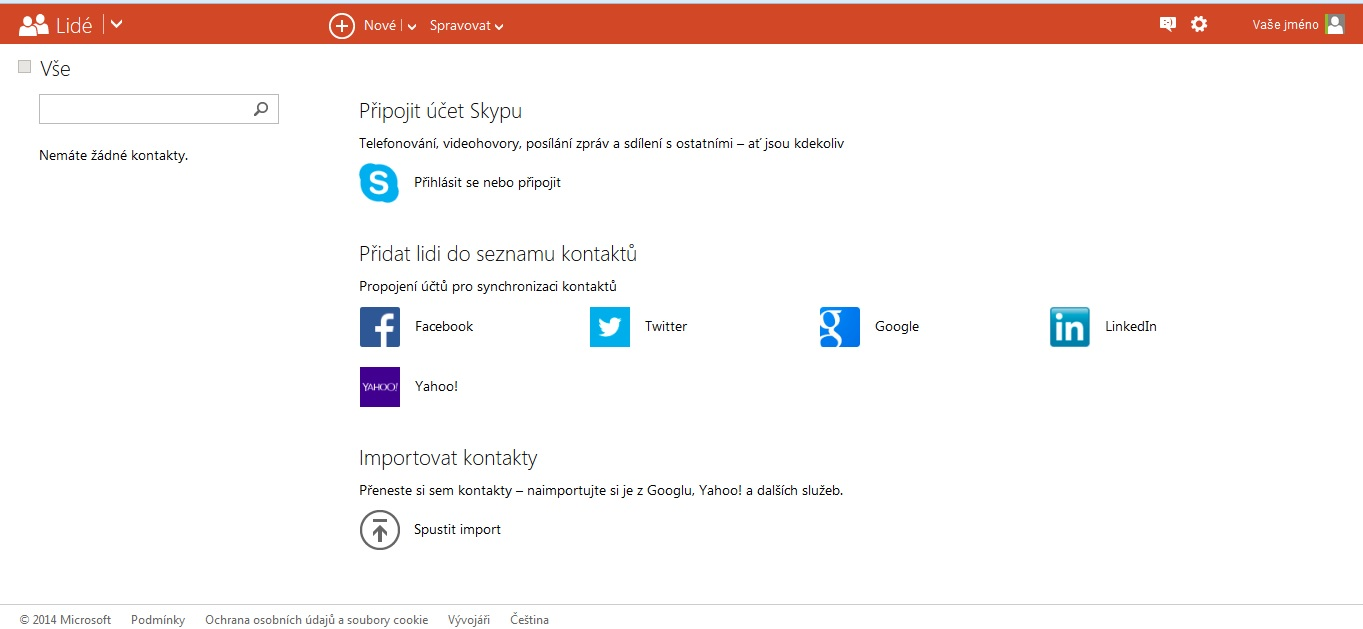 Lidé
Nové
Spravovat
Vaše jméno
Vše
Nemáte žádné kontakty.
Připojit účet Skypu
Telefonování, videohovory, posílání zpráv a sdílení s ostatními – ať jsou kdekoliv
S
Přihlásit se nebo připojit
Přidat lidi do seznamu kontaktů
Propojení účtů pro synchronizaci kontaktů
f
Facebook
Twitter
g
Google
in
LinkedIn
YAHOO!
Yahoo!
Importovat kontakty
Přeneste si sem kontakty – naimportujte si je z Googlu, Yahoo! a dalších služeb.
Spustit import
© 2014 Microsoft Podmínky Ochrana osobních údajů a soubory cookie Vývojáři Čeština